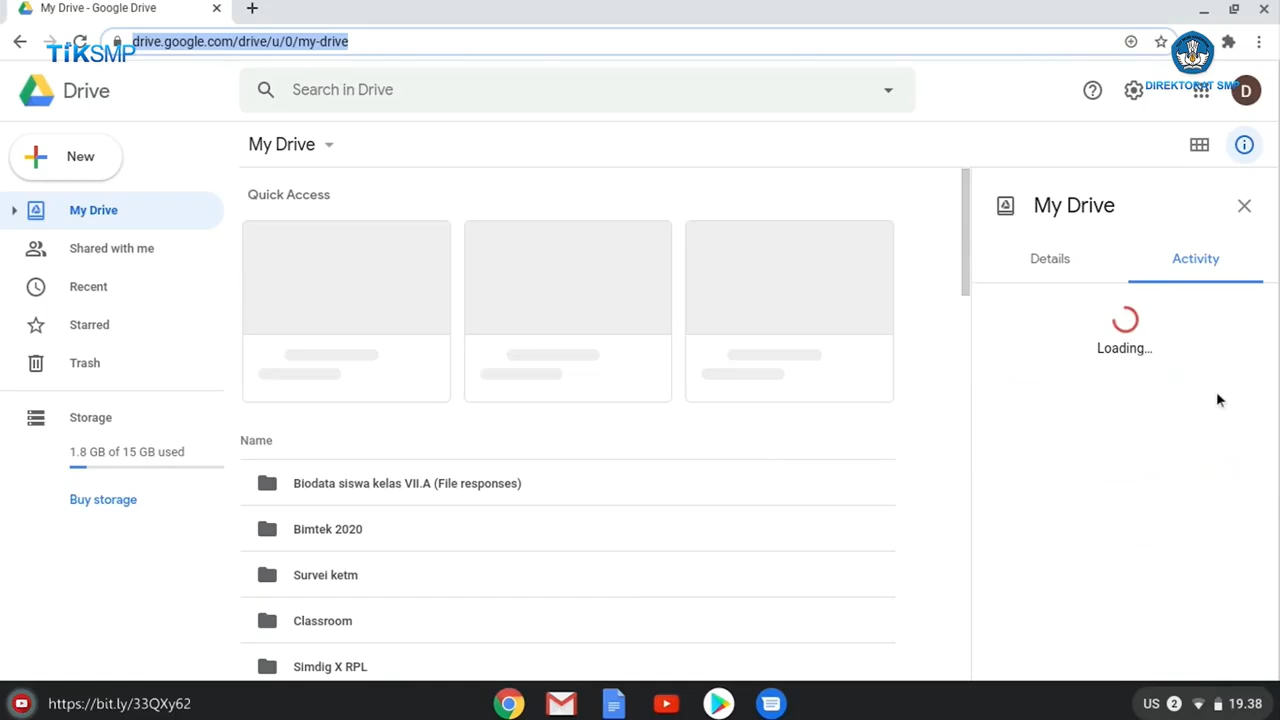 My Drive - Google Drive
drive.google.com/drive/u/0/my-drive
TikSMP
DIREKTORAT SMP
Drive
Search in Drive
D
New
My Drive
My Drive
Shared with me
Recent
Starred
Trash
Storage
1.8 GB of 15 GB used
Buy storage
Quick Access
Name
Biodata siswa kelas VII.A (File responses)
Bimtek 2020
Survei ketm
Classroom
Simdig X RPL
My Drive
Details
Activity
Loading...
https://bit.ly/33QXy62
US
2
19.38